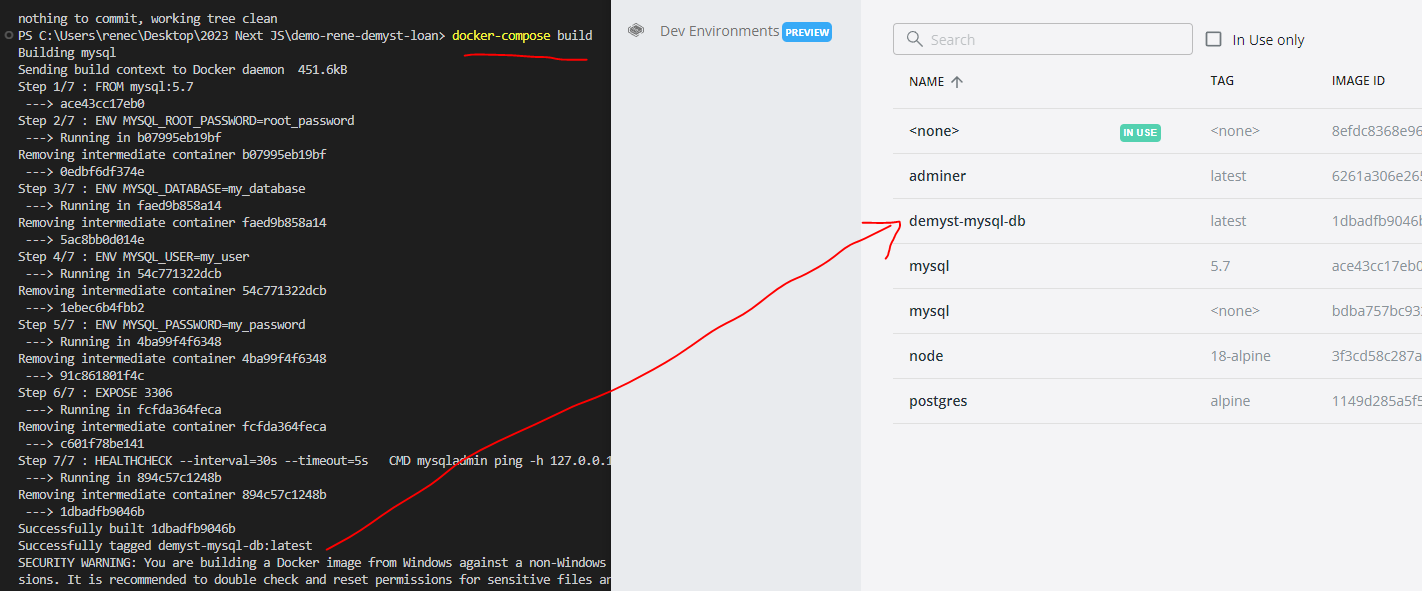 nothing to commit, working tree clean
PS C:\Users\renec\Desktop\2023 Next JS\demo-rene-demyst-loan> docker-compose build
Building mysql
Sending build context to Docker daemon  451.6kB
Step 1/7 : FROM mysql:5.7
 ---> ace43cc17eb0
Step 2/7 : ENV MYSQL_ROOT_PASSWORD=root_password
 ---> Running in b07995eb19bf
Removing intermediate container b07995eb19bf
 ---> 0edbf6df374e
Step 3/7 : ENV MYSQL_DATABASE=my_database
 ---> Running in faed9b858a14
Removing intermediate container faed9b858a14
 ---> 5ac8bb0d014e
Step 4/7 : ENV MYSQL_USER=my_user
 ---> Running in 54c771322dcb
Removing intermediate container 54c771322dcb
 ---> 1ebec6b4fbb2
Step 5/7 : ENV MYSQL_PASSWORD=my_password
 ---> Running in 4ba99f4f6348
Removing intermediate container 4ba99f4f6348
 ---> 91c861801f4c
Step 6/7 : EXPOSE 3306
 ---> Running in fcfda364feca
Removing intermediate container fcfda364feca
 ---> c601f78be141
Step 7/7 : HEALTHCHECK --interval=30s --timeout=5s   CMD mysqladmin ping -h 127.0.0.1
 ---> Running in 894c57c1248b
Removing intermediate container 894c57c1248b
 ---> 1dbadfb9046b
Successfully built 1dbadfb9046b
Successfully tagged demyst-mysql-db:latest
SECURITY WARNING: You are building a Docker image from Windows against a non-Windows
sions. It is recommended to double check and reset permissions for sensitive files an
Dev Environments PREVIEW
Search In Use only
NAME TAG IMAGE ID
<none> IN USE <none> 8efdc8368e96
adminer latest 6261a306e265
demyst-mysql-db latest 1dbadfb9046b
mysql 5.7 ace43cc17eb0
mysql <none> bdba757bc933
node 18-alpine 3f3cd58c287a
postgres alpine 1149d285a5f5